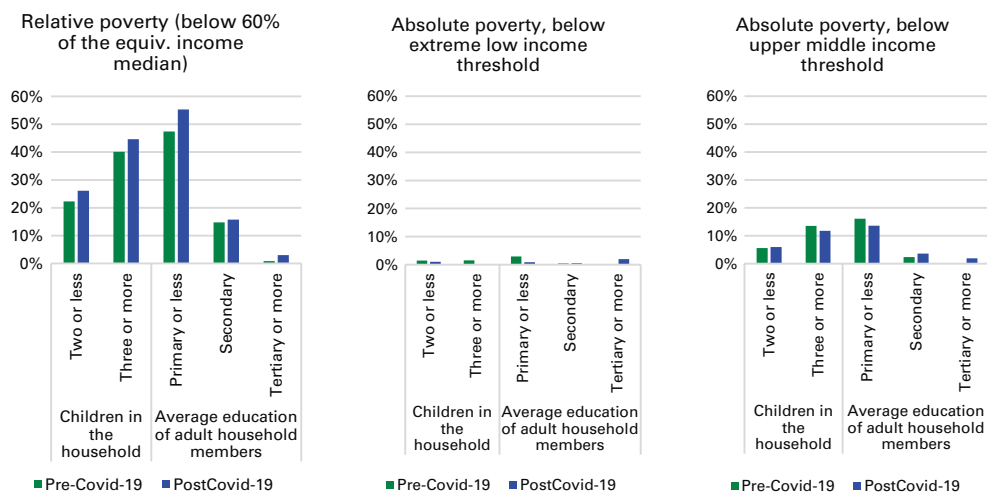 Relative poverty (below 60%
of the equiv. income
median)
60%
50%
40%
30%
20%
10%
0%
Two or less
Three or more
Primary or less
Secondary
Tertiary or more
Children in
the
household
Average education
of adult household
members
Pre-Covid-19
PostCovid-19
Absolute poverty, below
extreme low income
threshold
60%
50%
40%
30%
20%
10%
0%
Two or less
Three or more
Primary or less
Secondary
Tertiary or more
Children in
the
household
Average education
of adult household
members
Pre-Covid-19
PostCovid-19
Absolute poverty, below
upper middle income
threshold
60%
50%
40%
30%
20%
10%
0%
Two or less
Three or more
Primary or less
Secondary
Tertiary or more
Children in
the
household
Average education
of adult household
members
Pre-Covid-19
PostCovid-19